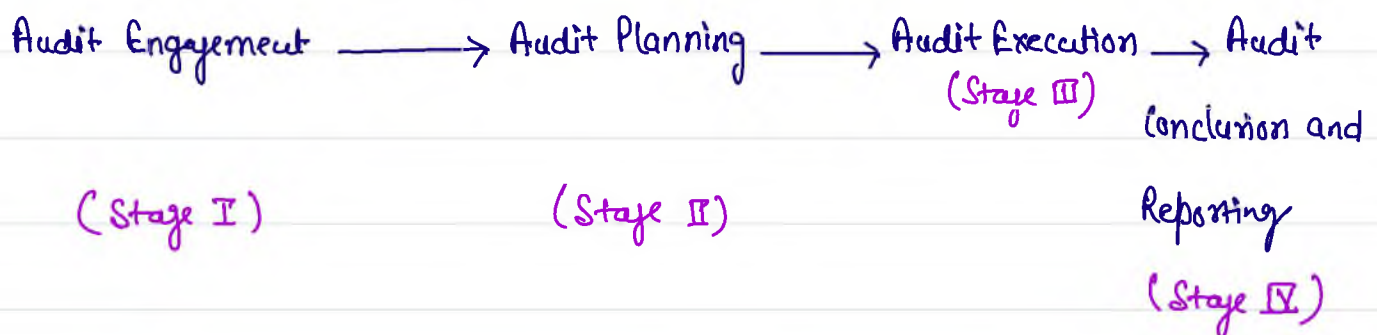 Audit Engagement → Audit Planning → Audit Execution → Audit
(Stage III)
Conclusion and
(Stage I) (Stage II) Reporting
(Stage IV)